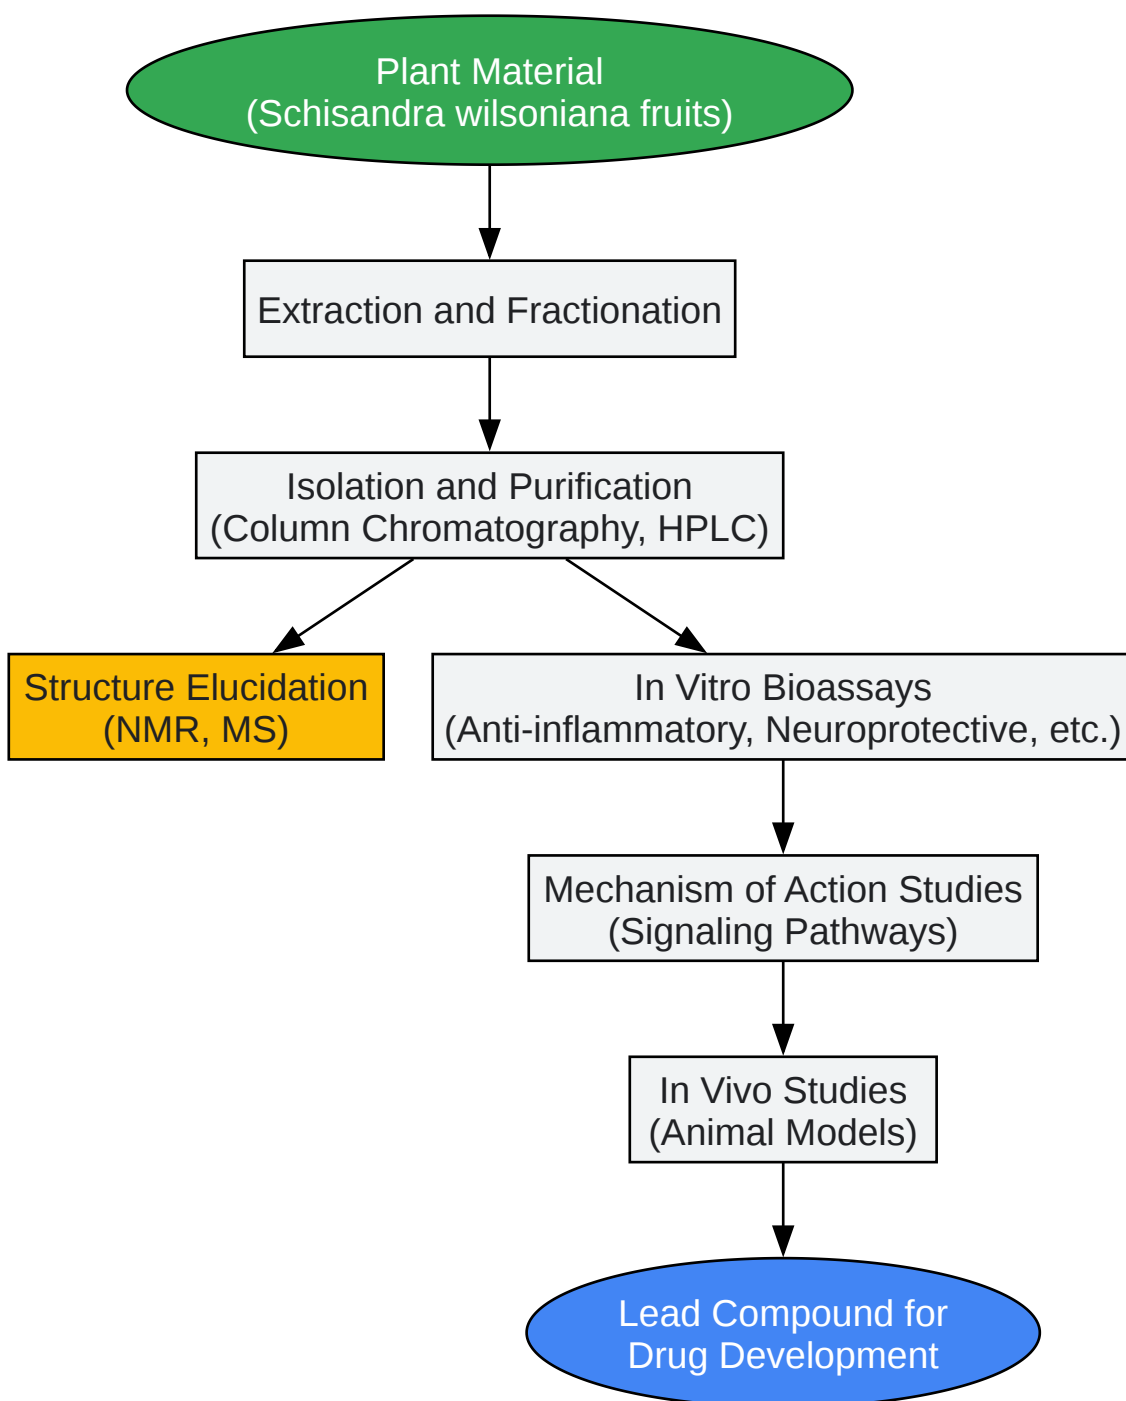 Plant Material
(Schisandra wilsoniana fruits)
Extraction and Fractionation
Isolation and Purification
(Column Chromatography, HPLC)
Structure Elucidation
(NMR, MS)
In Vitro Bioassays
(Anti-inflammatory, Neuroprotective, etc.)
Mechanism of Action Studies
(Signaling Pathways)
In Vivo Studies
(Animal Models)
Lead Compound for
Drug Development